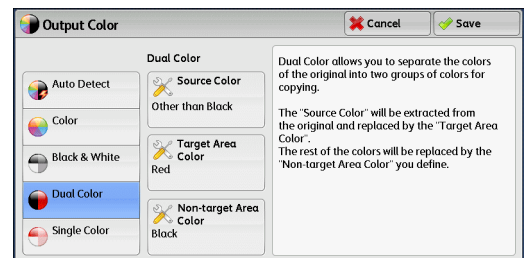 Output Color
Cancel
Save
Auto Detect
Color
Black & White
Dual Color
Single Color
Dual Color
Source Color
Other than Black
Target Area
Color
Red
Non-target Area
Color
Black
Dual Color allows you to separate the colors
of the original into two groups of colors for
copying.
The "Source Color" will be extracted from
the original and replaced by the "Target Area
Color".
The rest of the colors will be replaced by the
"Non-target Area Color" you define.